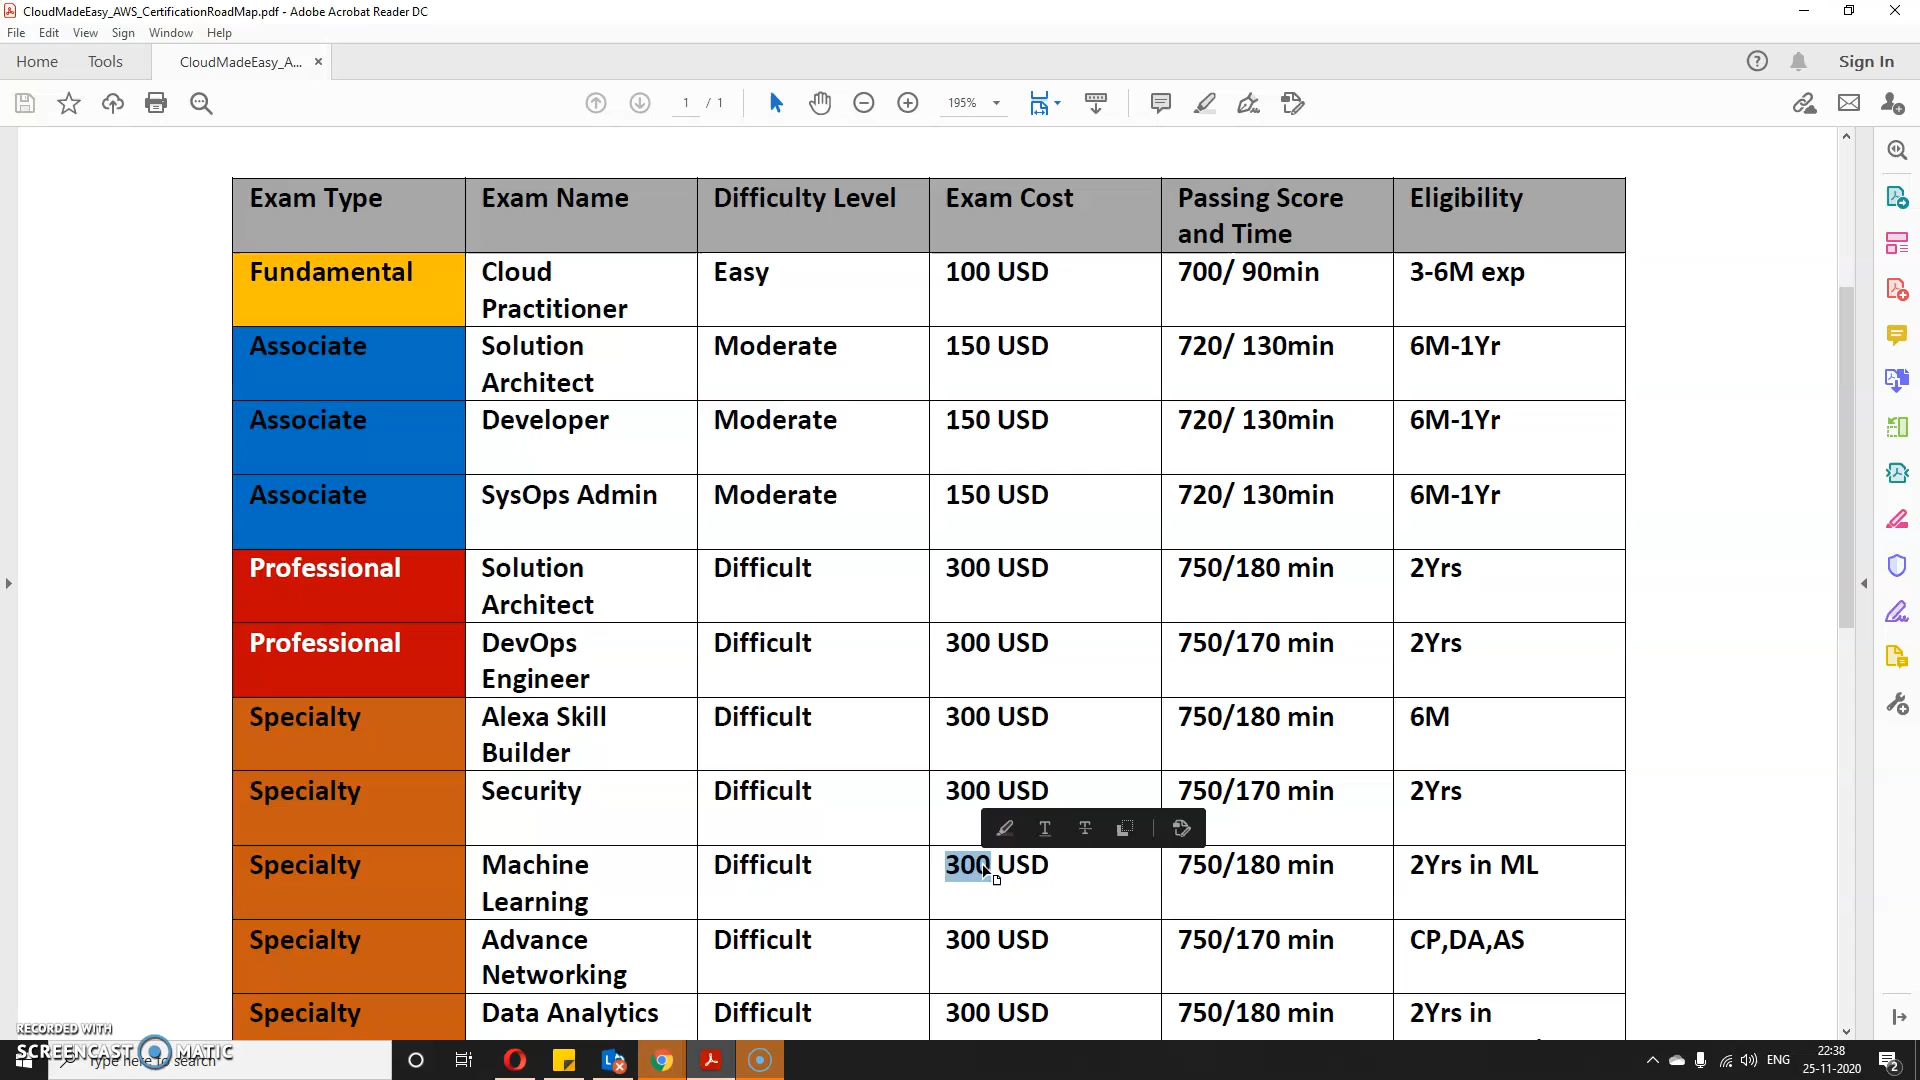 CloudMadeEasy_AWS_CertificationRoadMap.pdf - Adobe Acrobat Reader DC
File Edit View Sign Window Help
Home Tools CloudMadeEasy_A... × Sign In
1 / 1 195%
Exam Type Exam Name Difficulty Level Exam Cost Passing Score and Time Eligibility
Fundamental Cloud Practitioner Easy 100 USD 700/ 90min 3-6M exp
Associate Solution Architect Moderate 150 USD 720/ 130min 6M-1Yr
Associate Developer Moderate 150 USD 720/ 130min 6M-1Yr
Associate SysOps Admin Moderate 150 USD 720/ 130min 6M-1Yr
Professional Solution Architect Difficult 300 USD 750/180 min 2Yrs
Professional DevOps Engineer Difficult 300 USD 750/170 min 2Yrs
Specialty Alexa Skill Builder Difficult 300 USD 750/180 min 6M
Specialty Security Difficult 300 USD 750/170 min 2Yrs
Specialty Machine Learning Difficult 300 USD 750/180 min 2Yrs in ML
Specialty Advance Networking Difficult 300 USD 750/170 min CP,DA,AS
Specialty Data Analytics Difficult 300 USD 750/180 min 2Yrs in
RECORDED WITH
SCREENCAST MATIC
Type here to search
ENG 22:38
25-11-2020 2